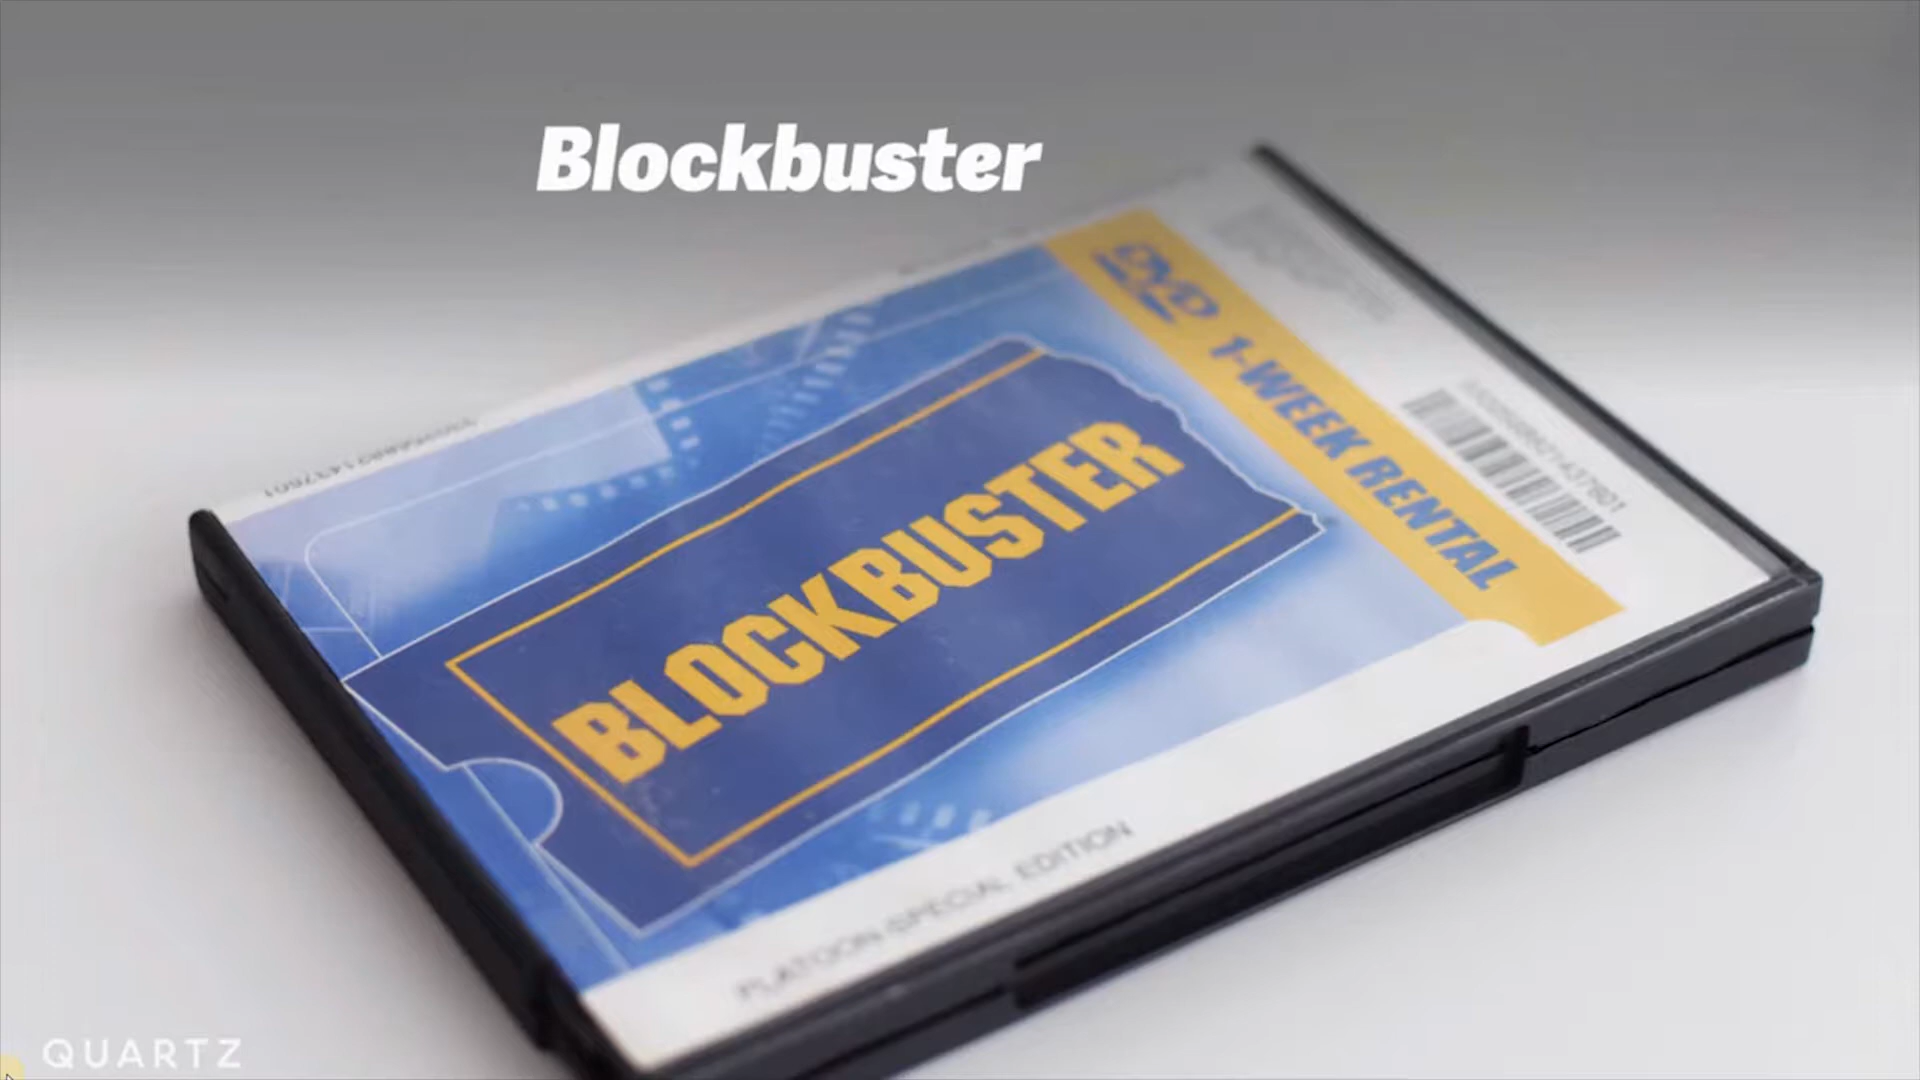 Blockbuster
DVD
1-WEEK RENTAL
BLOCKBUSTER
PLATOON-SPECIAL EDITION
QUARTZ